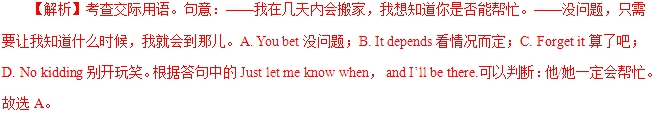 【解析】考查交际用语。句意：——我在几天内会搬家，我想知道你是否能帮忙。——没问题，只需
要让我知道什么时候，我就会到那儿。A. You bet 没问题；B. It depends 看情况而定；C. Forget it 算了吧；
D. No kidding 别开玩笑。根据答句中的 Just let me know when， and I’ll be there.可以判断：他/她一定会帮忙。
故选 A。